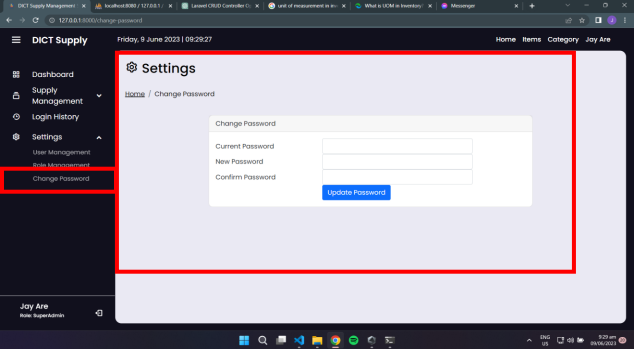 DICT Supply Management
localhost:8080 / 127.0.0.1 /
Laravel CRUD Controller
unit of measurement in inv
What is UOM in Inventory?
Messenger
127.0.0.1:8000/change-password
DICT Supply
Friday, 9 June 2023 | 09:29:27
Home Items Category Jay Are
Dashboard
Supply
Management
Login History
Settings
User Management
Role Management
Change Password
Settings
Home / Change Password
Change Password
Current Password
New Password
Confirm Password
Update Password
Jay Are
Role: SuperAdmin
ENG
US
9:29 am
09/06/2023